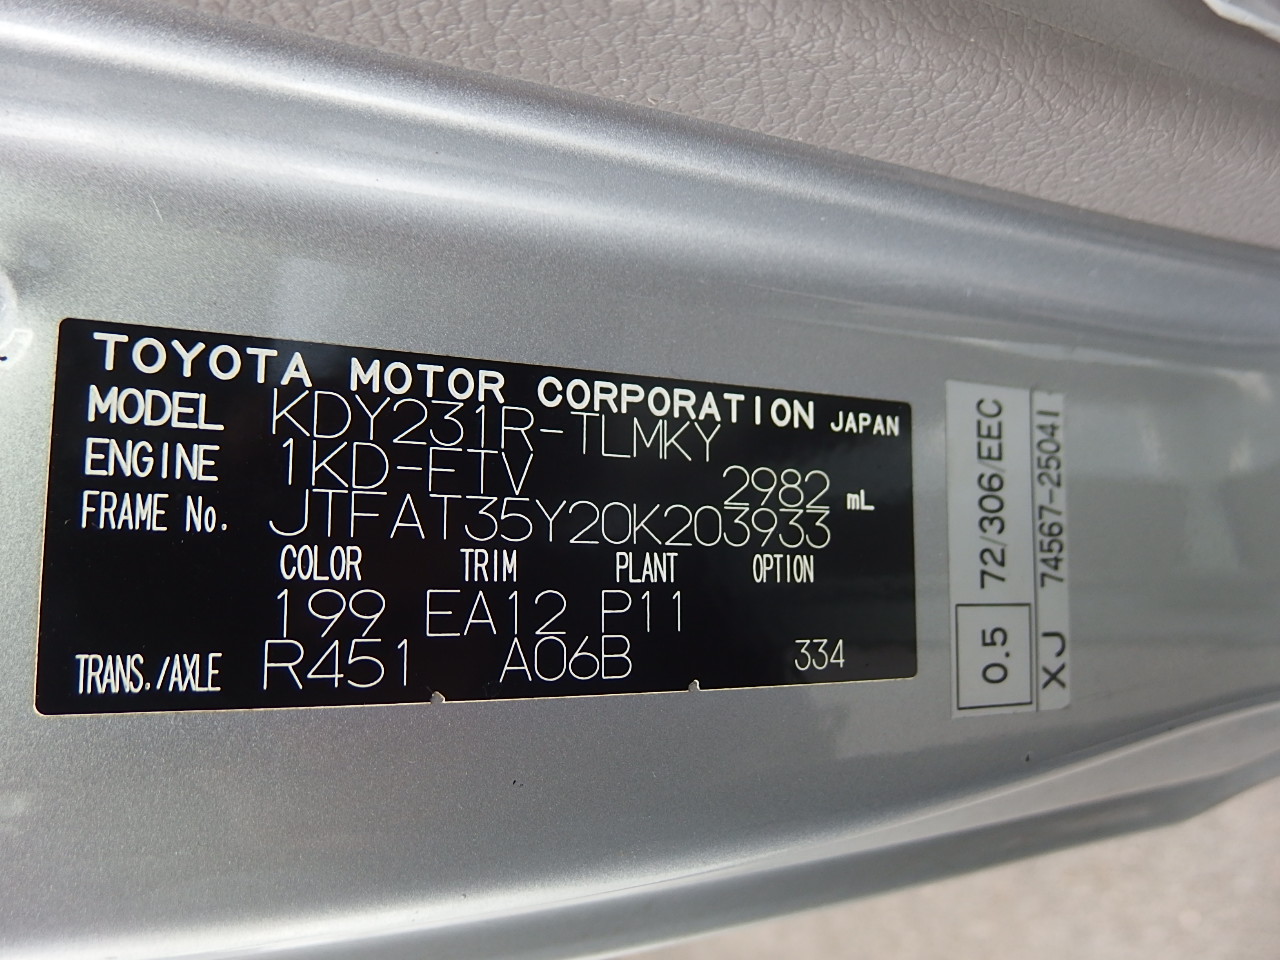 TOYOTA MOTOR CORPORATION JAPAN
MODEL KDY231R-TLMKY
ENGINE 1KD-FTV 2982 mL
FRAME No. JTFAT35Y20K203933
COLOR TRIM PLANT OPTION
199 EA12 P11
TRANS./AXLE R451 A06B 334
0.5 72/306/EEC
XJ 74567-25041